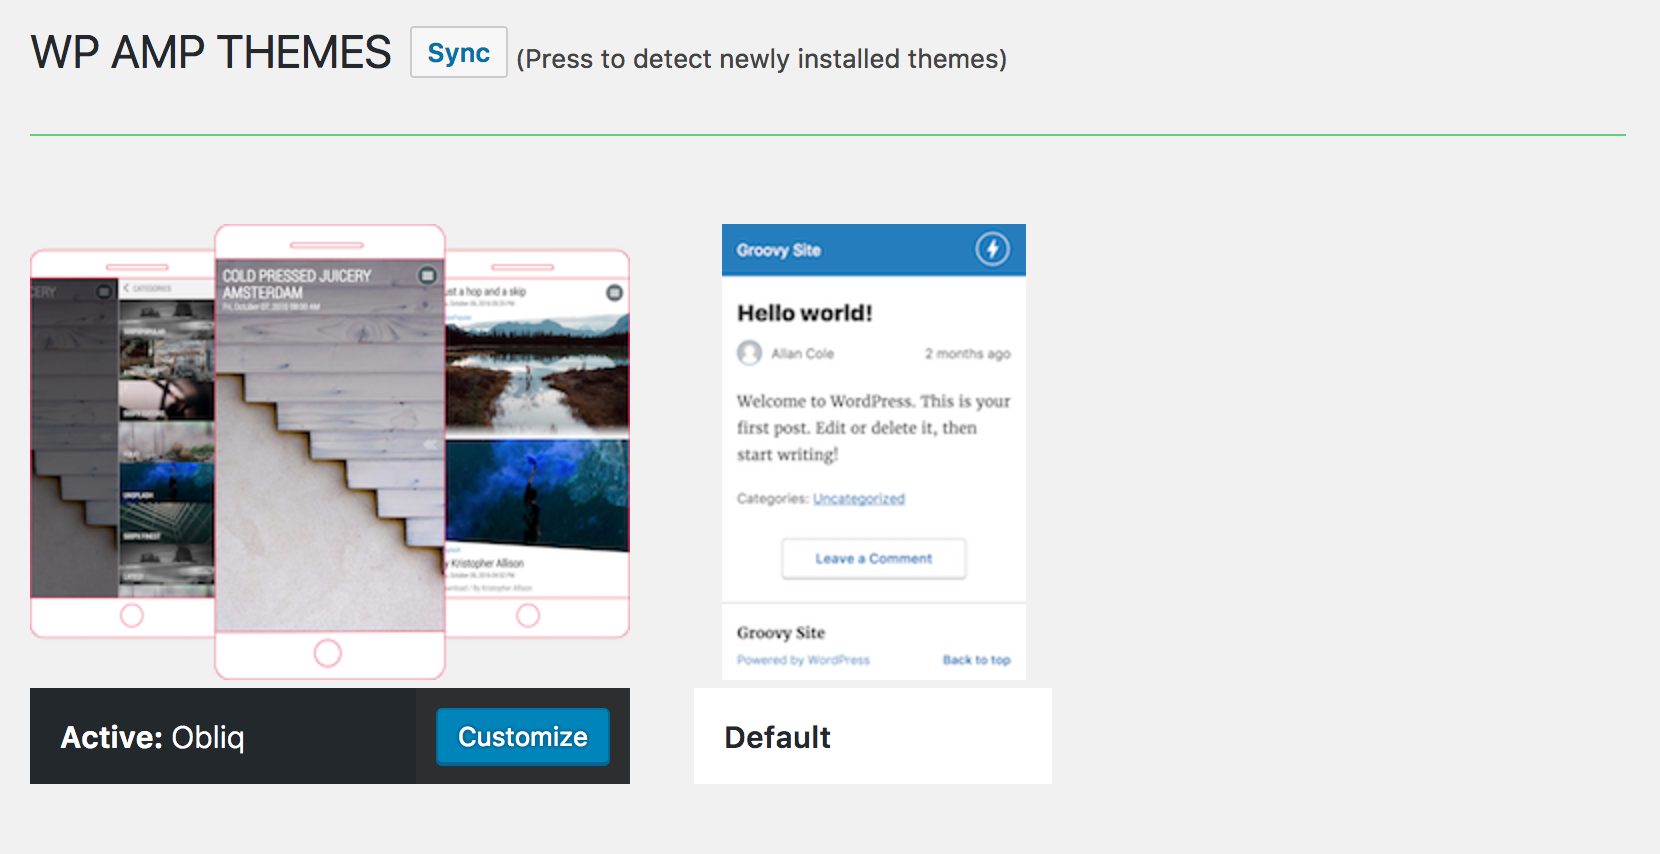 WP AMP THEMES Sync (Press to detect newly installed themes)
CATEGORIES
UNSPLASH
LATEST
COLD PRESSED JUICERY
AMSTERDAM
Fri, October 07, 2016 09:00 AM
ust a hop and a skip
y Kristopher Allison
Groovy Site
Hello world!
Allan Cole 2 months ago
Welcome to WordPress. This is your
first post. Edit or delete it, then
start writing!
Categories: Uncategorized
Leave a Comment
Groovy Site
Powered by WordPress Back to top
Active: Obliq Customize
Default